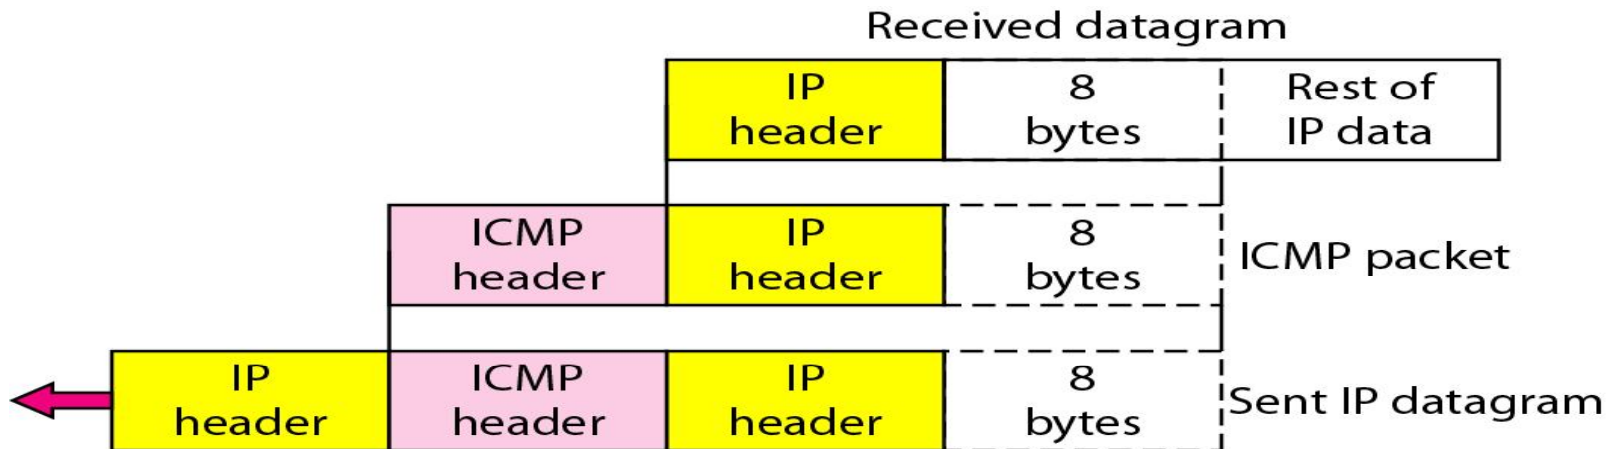 Received datagram
IP
header
8
bytes
Rest of
IP data
ICMP
header
IP
header
8
bytes
ICMP packet
IP
header
ICMP
header
IP
header
8
bytes
Sent IP datagram